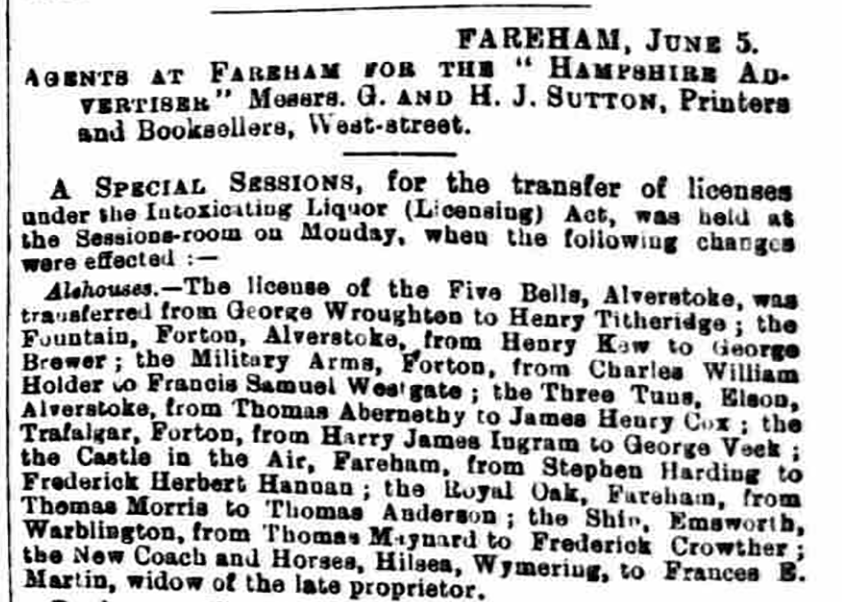 FAREHAM, JUNE 5.
AGENTS AT FAREHAM FOR THE "HAMPSHIRE AD-
VERTISER" Messrs. G. AND H. J. SUTTON, Printers
and Booksellers, West-street.
A SPECIAL SESSIONS, for the transfer of licenses
under the Intoxicating Liquor (Licensing) Act, was held at
the Sessions-room on Monday, when the following changes
were effected :—
Alehouses.—The license of the Five Bells, Alverstoke, was
transferred from George Wroughton to Henry Titheridge ; the
Fountain, Forton, Alverstoke, from Henry Kaw to George
Brewer ; the Military Arms, Forton, from Charles William
Holder to Francis Samuel Westgate ; the Three Tuns, Elson,
Alverstoke, from Thomas Abernethy to James Henry Cox ; the
Trafalgar, Forton, from Harry James Ingram to George Veek ;
the Castle in the Air, Fareham, from Stephen Harding to
Frederick Herbert Hannan ; the Royal Oak, Fareham, from
Thomas Morris to Thomas Anderson ; the Ship, Emsworth,
Warblington, from Thomas Maynard to Frederick Crowther ;
the New Coach and Horses, Hilsea, Wymering, to Frances E.
Martin, widow of the late proprietor.